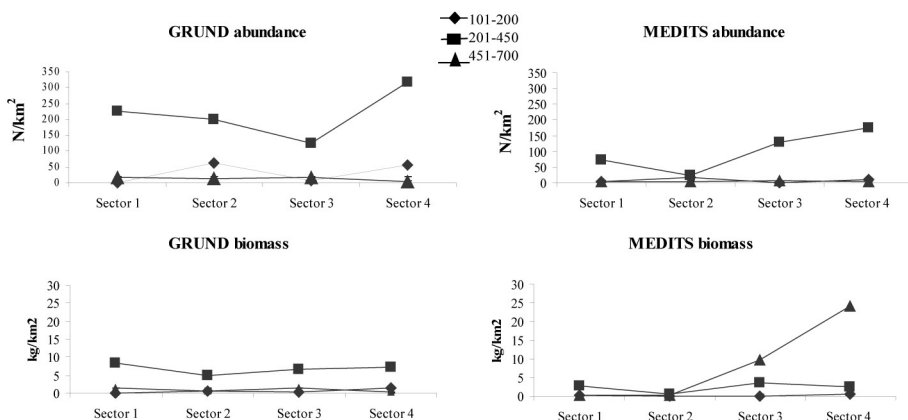 101-200
201-450
451-700
GRUND abundance
N/km²
350
300
250
200
150
100
50
0
Sector 1 Sector 2 Sector 3 Sector 4
MEDITS abundance
N/km²
350
300
250
200
150
100
50
0
Sector 1 Sector 2 Sector 3 Sector 4
GRUND biomass
kg/km2
30
25
20
15
10
5
0
Sector 1 Sector 2 Sector 3 Sector 4
MEDITS biomass
kg/km2
30
25
20
15
10
5
0
Sector 1 Sector 2 Sector 3 Sector 4